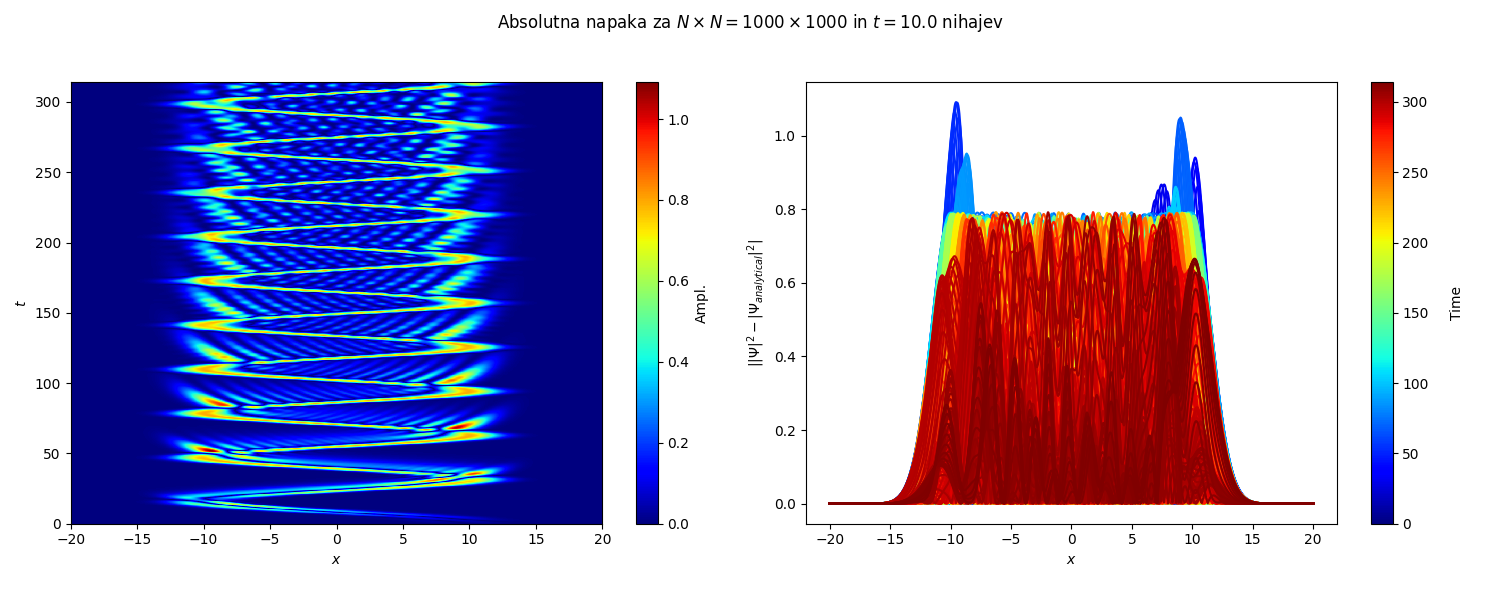 Absolutna napaka za N × N = 1000 × 1000 in t = 10.0 nihajev
300
250
200
150
100
50
0
t
−20 −15 −10 −5 0 5 10 15 20
x
1.0
0.8
0.6
0.4
0.2
0.0
Ampl.
1.0
0.8
0.6
0.4
0.2
0.0
||Ψ|² − |Ψ_analytical|²|
−20 −15 −10 −5 0 5 10 15 20
x
300
250
200
150
100
50
0
Time